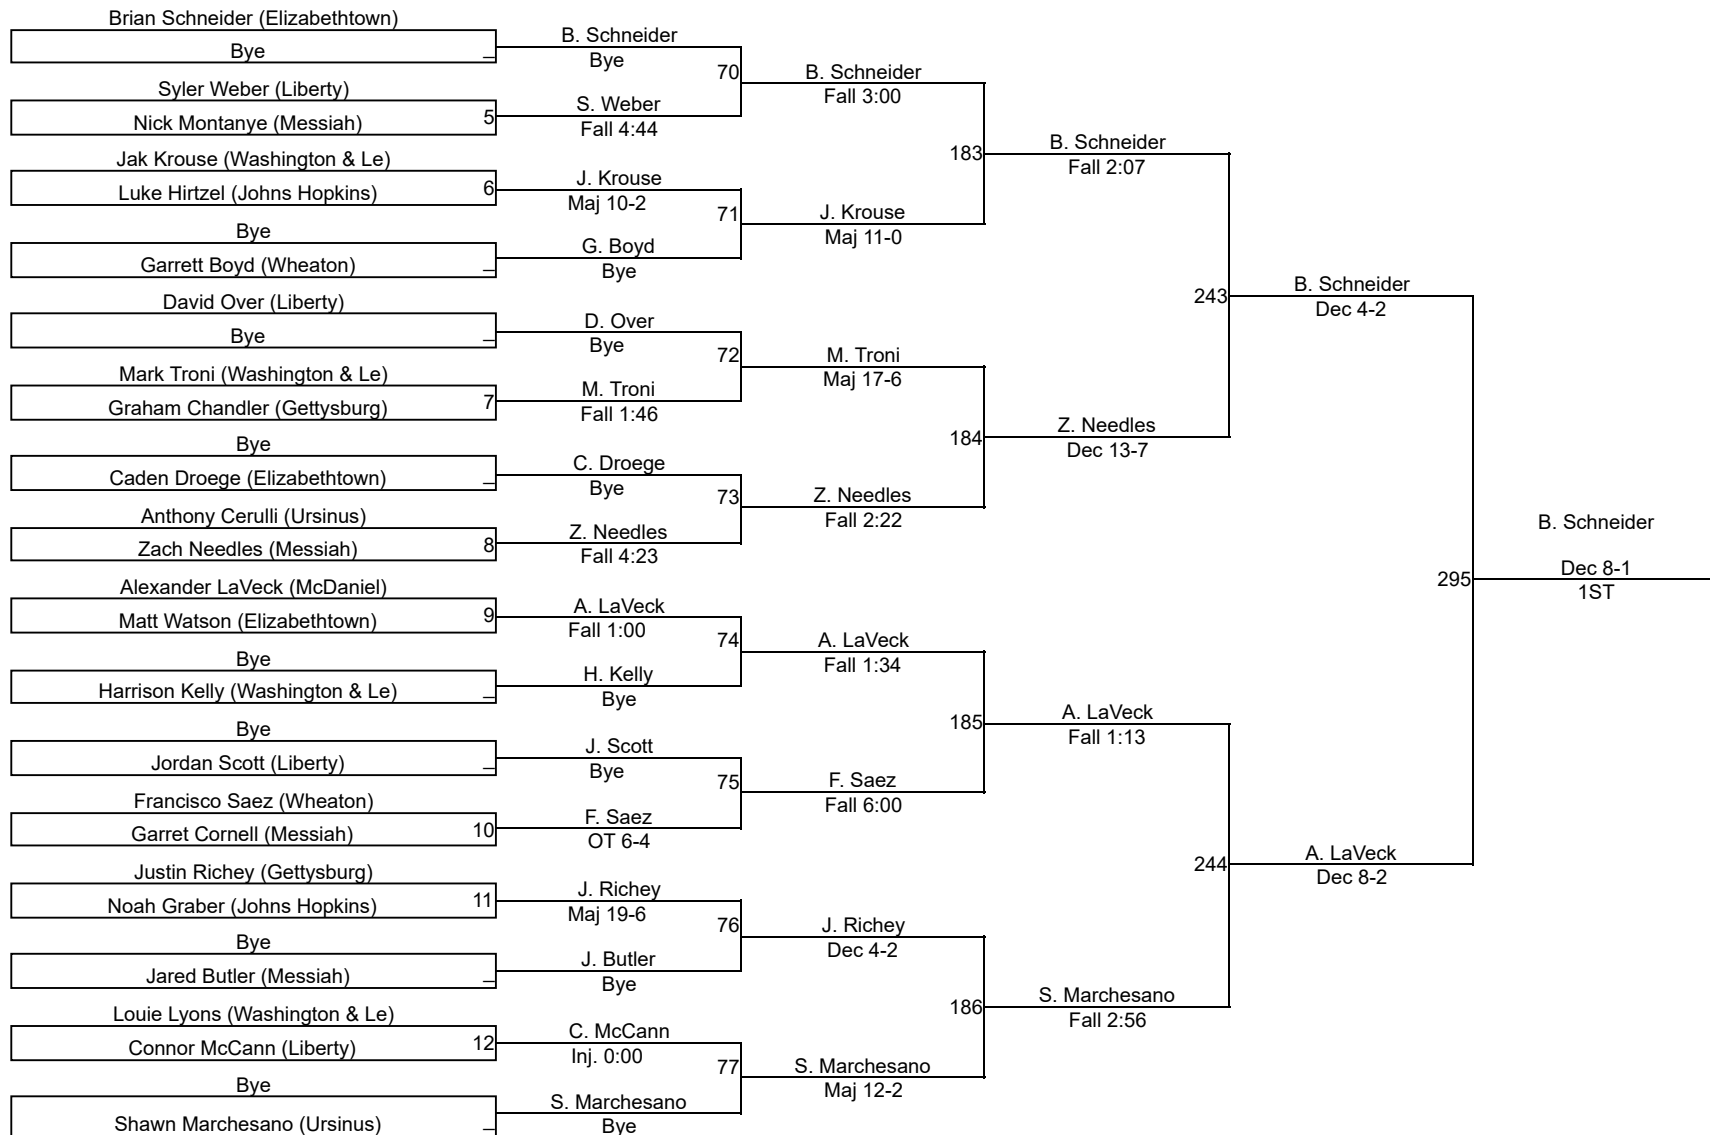 Brian Schneider (Elizabethtown)
Bye _
Syler Weber (Liberty)
Nick Montanye (Messiah) 5
Jak Krouse (Washington & Le)
Luke Hirtzel (Johns Hopkins) 6
Bye
Garrett Boyd (Wheaton) _
David Over (Liberty)
Bye _
Mark Troni (Washington & Le)
Graham Chandler (Gettysburg) 7
Bye
Caden Droege (Elizabethtown) _
Anthony Cerulli (Ursinus)
Zach Needles (Messiah) 8
Alexander LaVeck (McDaniel)
Matt Watson (Elizabethtown) 9
Bye
Harrison Kelly (Washington & Le) _
Bye
Jordan Scott (Liberty) _
Francisco Saez (Wheaton)
Garret Cornell (Messiah) 10
Justin Richey (Gettysburg)
Noah Graber (Johns Hopkins) 11
Bye
Jared Butler (Messiah) _
Louie Lyons (Washington & Le)
Connor McCann (Liberty) 12
Bye
Shawn Marchesano (Ursinus) _
B. Schneider
Bye
70
S. Weber
Fall 4:44
J. Krouse
Maj 10-2
71
G. Boyd
Bye
D. Over
Bye
72
M. Troni
Fall 1:46
C. Droege
Bye
73
Z. Needles
Fall 4:23
A. LaVeck
Fall 1:00
74
H. Kelly
Bye
J. Scott
Bye
75
F. Saez
OT 6-4
J. Richey
Maj 19-6
76
J. Butler
Bye
C. McCann
Inj. 0:00
77
S. Marchesano
Bye
B. Schneider
Fall 3:00
183
J. Krouse
Maj 11-0
M. Troni
Maj 17-6
184
Z. Needles
Fall 2:22
A. LaVeck
Fall 1:34
185
F. Saez
Fall 6:00
J. Richey
Dec 4-2
186
S. Marchesano
Maj 12-2
B. Schneider
Fall 2:07
243
Z. Needles
Dec 13-7
A. LaVeck
Fall 1:13
244
S. Marchesano
Fall 2:56
B. Schneider
Dec 4-2
295
A. LaVeck
Dec 8-2
B. Schneider
Dec 8-1
1ST